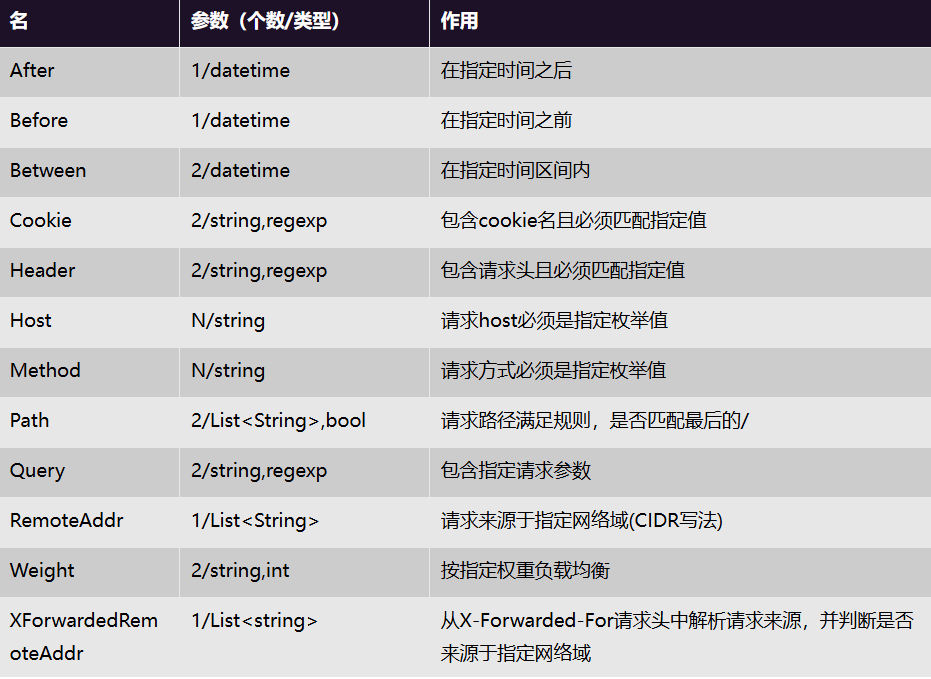 名 参数（个数/类型） 作用
After 1/datetime 在指定时间之后
Before 1/datetime 在指定时间之前
Between 2/datetime 在指定时间区间内
Cookie 2/string,regexp 包含cookie名且必须匹配指定值
Header 2/string,regexp 包含请求头且必须匹配指定值
Host N/string 请求host必须是指定枚举值
Method N/string 请求方式必须是指定枚举值
Path 2/List<String>,bool 请求路径满足规则，是否匹配最后的/
Query 2/string,regexp 包含指定请求参数
RemoteAddr 1/List<String> 请求来源于指定网络域(CIDR写法)
Weight 2/string,int 按指定权重负载均衡
XForwardedRem 1/List<string> 从X-Forwarded-For请求头中解析请求来源，并判断是否
oteAddr 来源于指定网络域